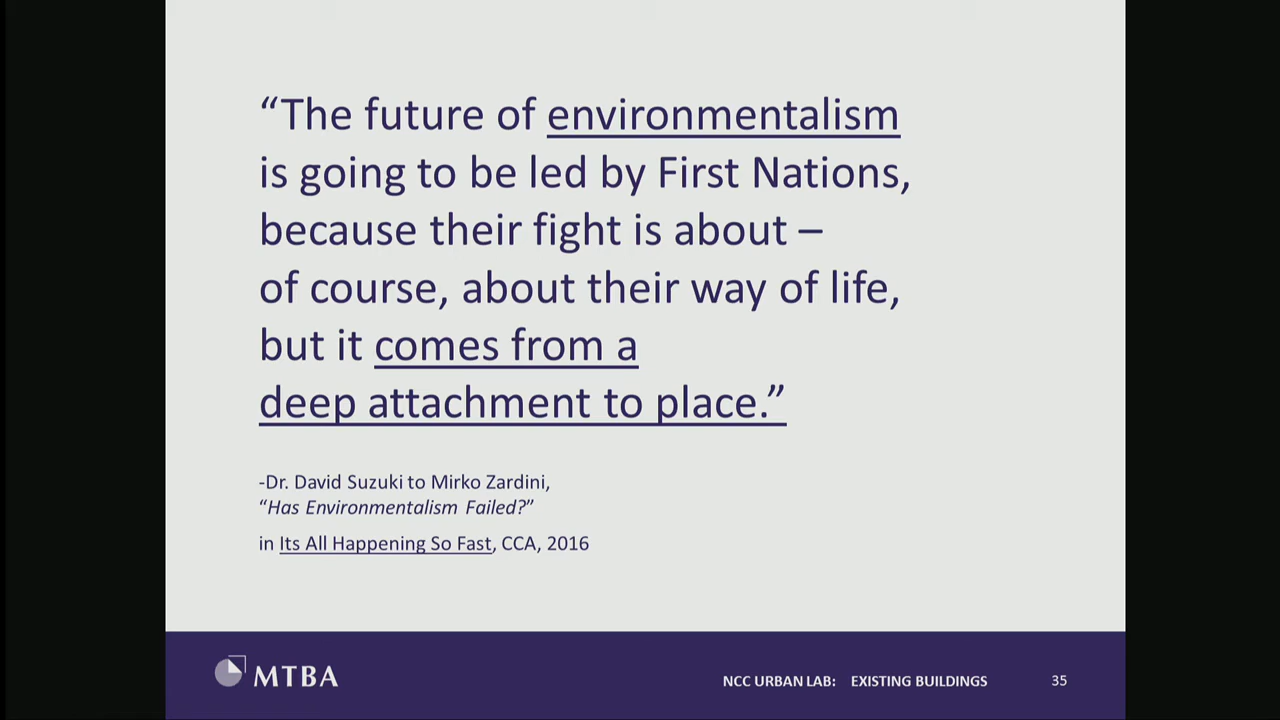 “The future of environmentalism
is going to be led by First Nations,
because their fight is about –
of course, about their way of life,
but it comes from a
deep attachment to place.”
-Dr. David Suzuki to Mirko Zardini,
“Has Environmentalism Failed?”
in Its All Happening So Fast, CCA, 2016
MTBA
NCC URBAN LAB: EXISTING BUILDINGS 35